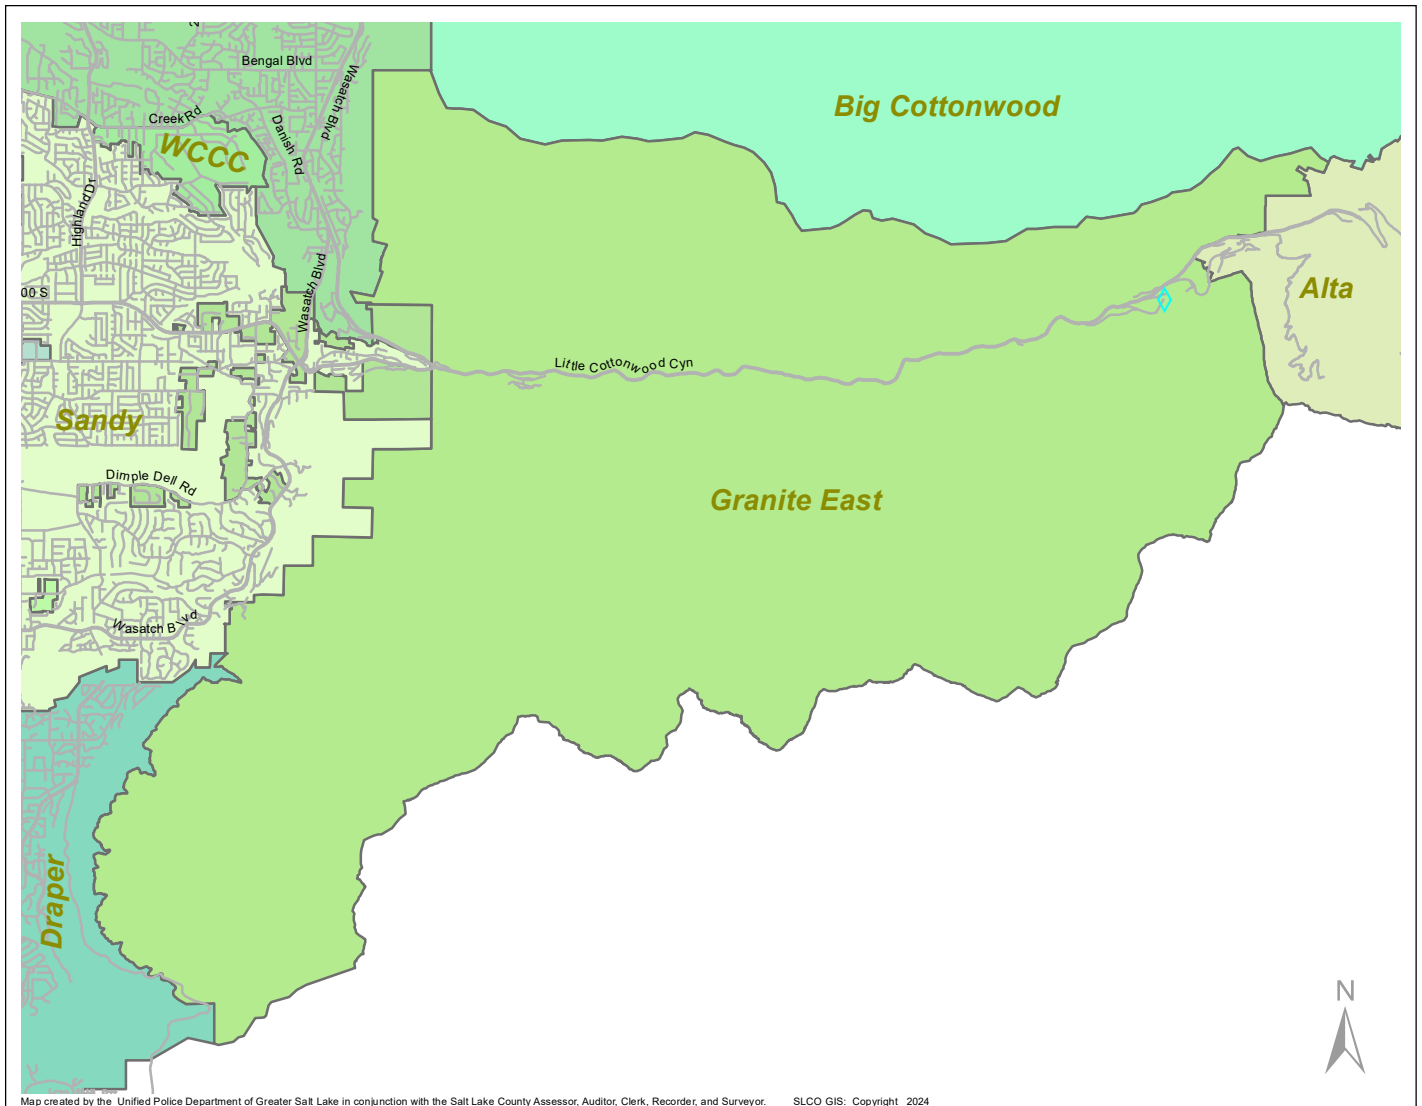 Bengal Blvd
Wasatch Blvd
Big Cottonwood
Creek Rd
Danish Rd
WCCC
Highland Dr
Wasatch Blvd
00 S
Alta
Little Cottonwood Cyn
Sandy
Dimple Dell Rd
Granite East
Wasatch Blvd
Draper
N
Map created by the Unified Police Department of Greater Salt Lake in conjunction with the Salt Lake County Assessor, Auditor, Clerk, Recorder, and Surveyor. SLCO GIS: Copyright 2024